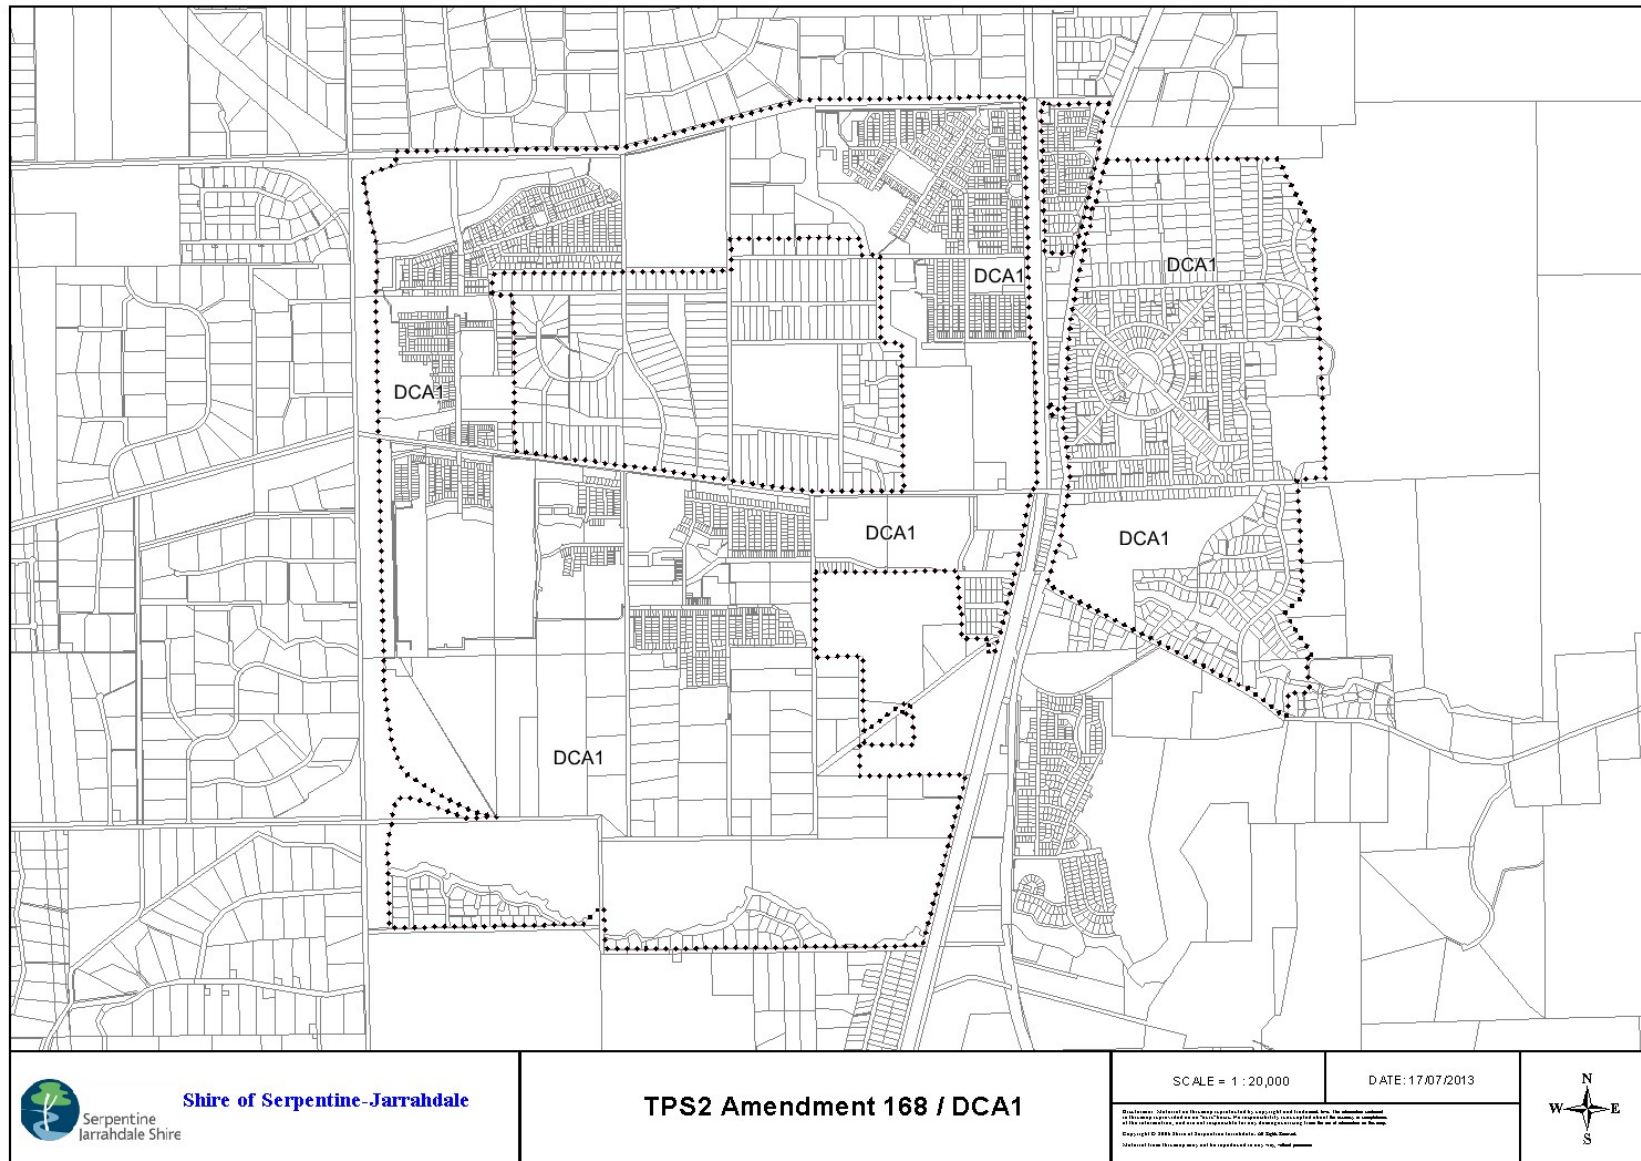 DCA1
DCA1
DCA1
DCA1
DCA1
DCA1
Serpentine
Jarrahdale Shire
Shire of Serpentine-Jarrahdale
TPS2 Amendment 168 / DCA1
SCALE = 1 : 20,000
DATE: 17/07/2013
N
W
E
S